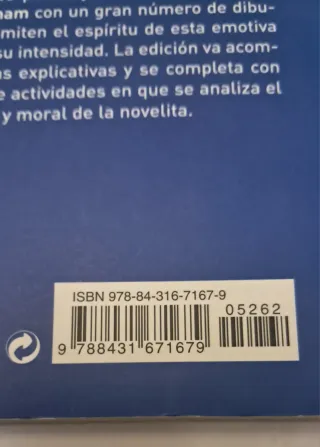 ham con un gran número de dibu-
miten el espíritu de esta emotiva
su intensidad. La edición va acom-
s explicativas y se completa con
e actividades en que se analiza el
y moral de la novelita.
ISBN 978-84-316-7167-9
05262
9 788431 671679